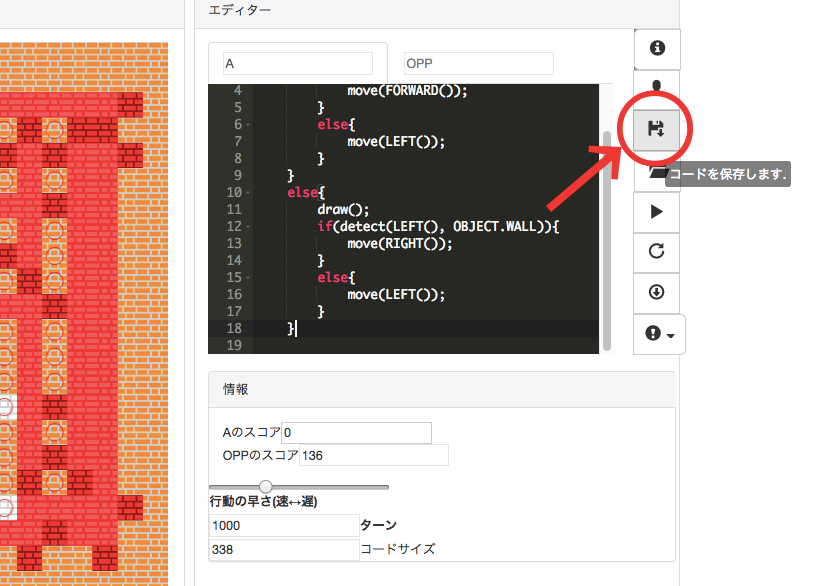 エディター
A
OPP
4 move(FORWARD());
5 }
6 else{
7 move(LEFT());
8 }
9 }
10 else{
11 draw();
12 if(detect(LEFT(), OBJECT.WALL)){
13 move(RIGHT());
14 }
15 else{
16 move(LEFT());
17 }
18 }
19
コードを保存します.
情報
Aのスコア 0
OPPのスコア 136
行動の早さ(速↔遅)
1000 ターン
338 コードサイズ